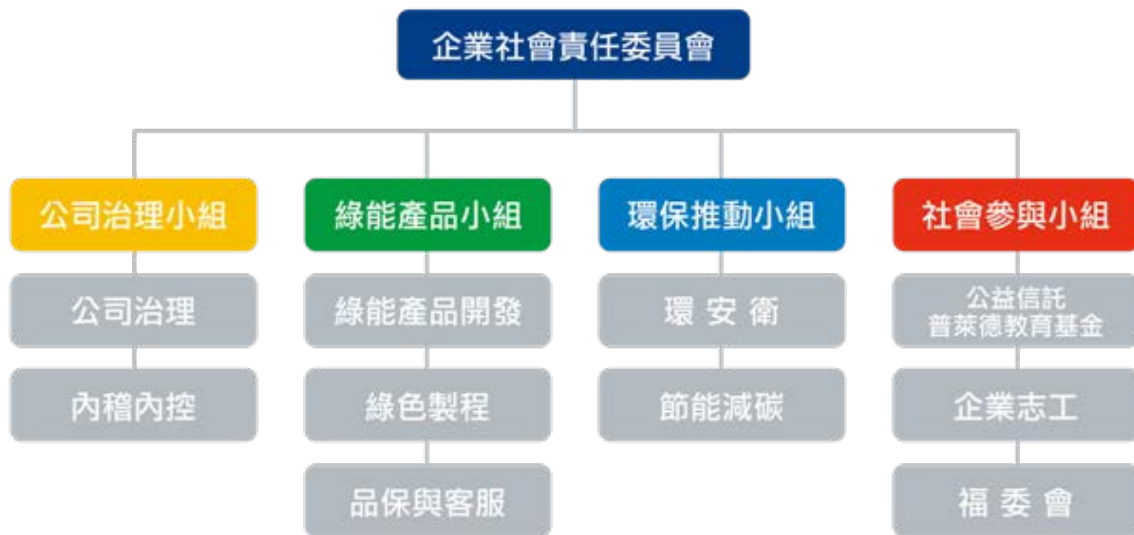 企業社會責任委員會
公司治理小組
綠能產品小組
環保推動小組
社會參與小組
公司治理
綠能產品開發
環安衛
公益信託
普萊德教育基金
內稽內控
綠色製程
節能減碳
企業志工
品保與客服
福委會